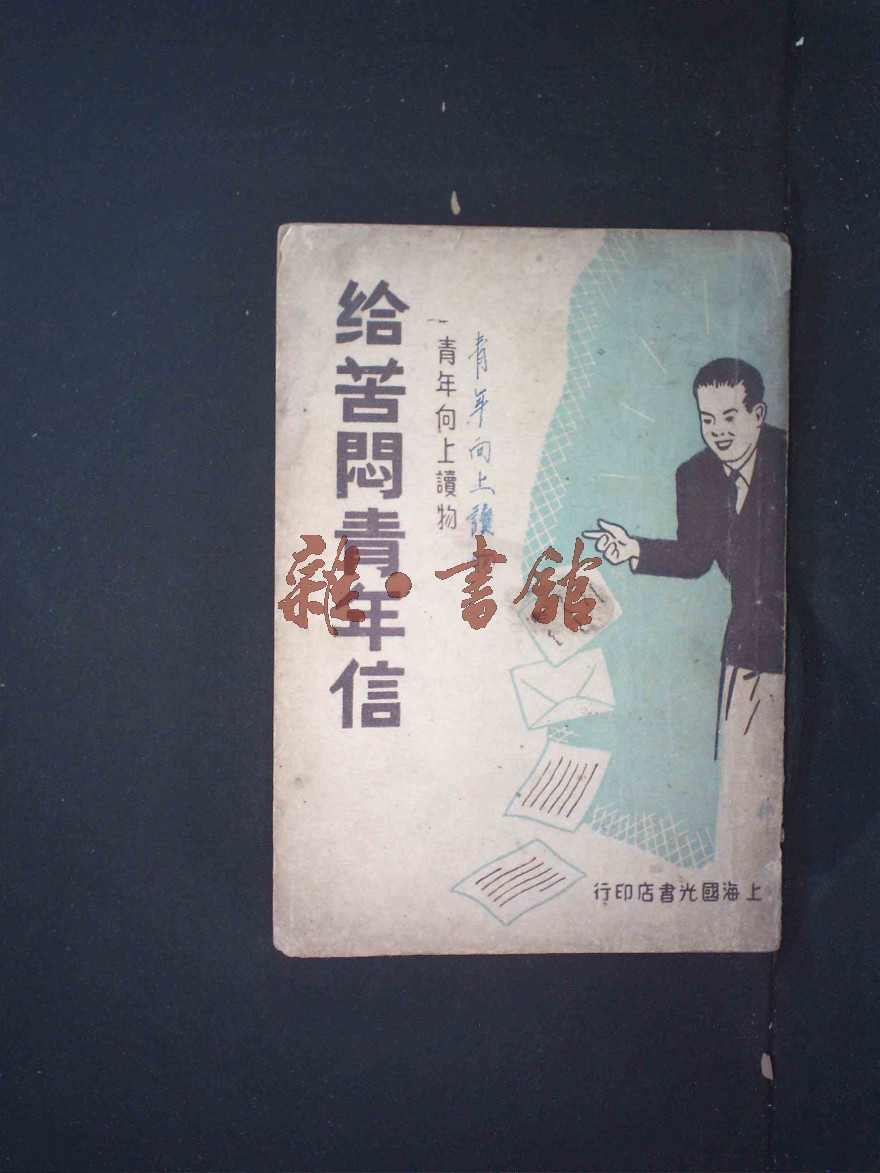 给苦悶青年信
青年向上讀物
青年向上讀
上海國光書店印行
雜·書館